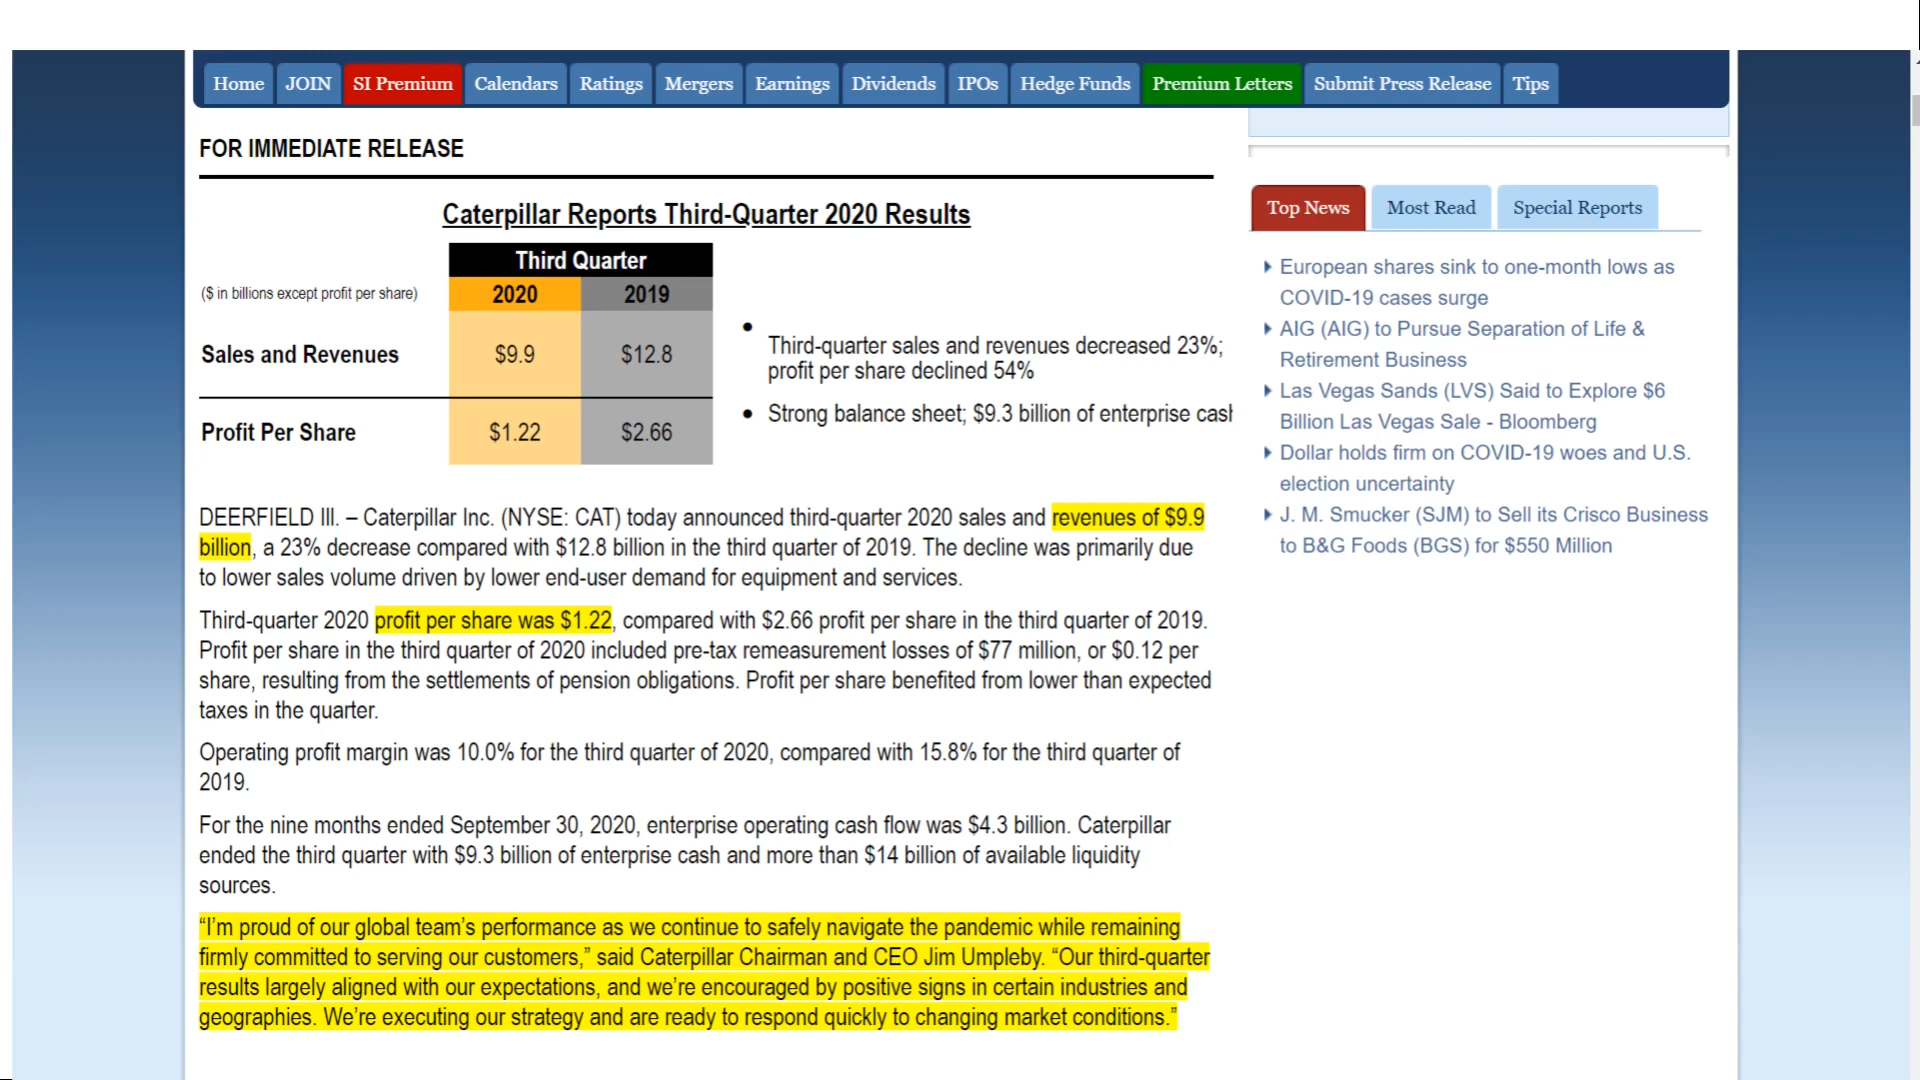 Home JOIN SI Premium Calendars Ratings Mergers Earnings Dividends IPOs Hedge Funds Premium Letters Submit Press Release Tips
FOR IMMEDIATE RELEASE
Caterpillar Reports Third-Quarter 2020 Results
Third Quarter
($ in billions except profit per share) 2020 2019
Sales and Revenues $9.9 $12.8
Profit Per Share $1.22 $2.66
● Third-quarter sales and revenues decreased 23%;
profit per share declined 54%
● Strong balance sheet; $9.3 billion of enterprise cash
DEERFIELD Ill. – Caterpillar Inc. (NYSE: CAT) today announced third-quarter 2020 sales and revenues of $9.9
billion, a 23% decrease compared with $12.8 billion in the third quarter of 2019. The decline was primarily due
to lower sales volume driven by lower end-user demand for equipment and services.
Third-quarter 2020 profit per share was $1.22, compared with $2.66 profit per share in the third quarter of 2019.
Profit per share in the third quarter of 2020 included pre-tax remeasurement losses of $77 million, or $0.12 per
share, resulting from the settlements of pension obligations. Profit per share benefited from lower than expected
taxes in the quarter.
Operating profit margin was 10.0% for the third quarter of 2020, compared with 15.8% for the third quarter of
2019.
For the nine months ended September 30, 2020, enterprise operating cash flow was $4.3 billion. Caterpillar
ended the third quarter with $9.3 billion of enterprise cash and more than $14 billion of available liquidity
sources.
“I’m proud of our global team’s performance as we continue to safely navigate the pandemic while remaining
firmly committed to serving our customers,” said Caterpillar Chairman and CEO Jim Umpleby. “Our third-quarter
results largely aligned with our expectations, and we’re encouraged by positive signs in certain industries and
geographies. We’re executing our strategy and are ready to respond quickly to changing market conditions.”
Top News Most Read Special Reports
European shares sink to one-month lows as
COVID-19 cases surge
AIG (AIG) to Pursue Separation of Life &
Retirement Business
Las Vegas Sands (LVS) Said to Explore $6
Billion Las Vegas Sale - Bloomberg
Dollar holds firm on COVID-19 woes and U.S.
election uncertainty
J. M. Smucker (SJM) to Sell its Crisco Business
to B&G Foods (BGS) for $550 Million